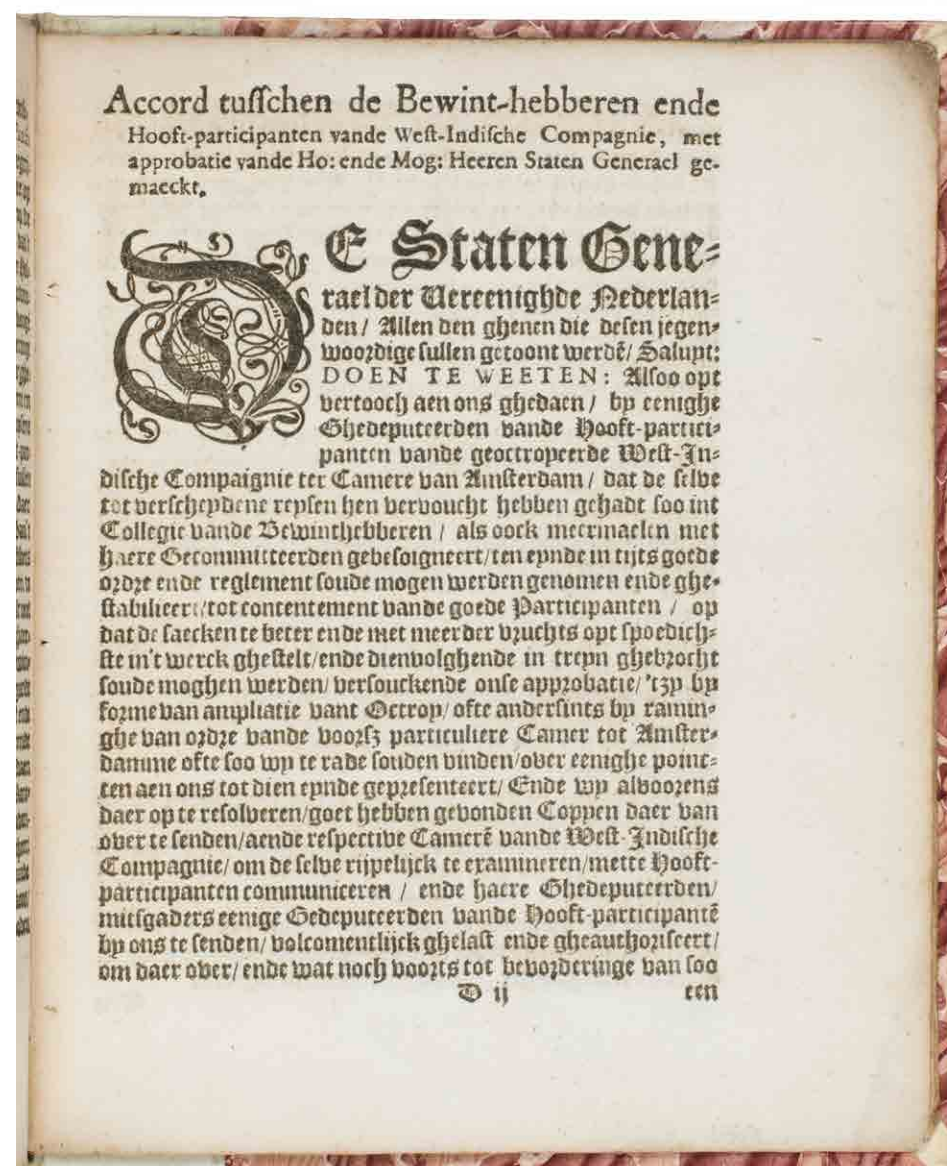 Accord tusschen de Bewint-hebberen ende
Hooft-participanten vande West-Indische Compagnie, met
approbatie vande Ho: ende Mog: Heeren Staten Generael ge-
maeckt.
DE Staten Gene-
rael der Vereenighde Nederlan-
den / Allen den ghenen die desen jegen-
woordige sullen getoont werdē/ Saluyt:
DOEN TE WEETEN: Alsoo opt
vertooch aen ons ghedaen / by eenighe
Ghedeputeerden vande Hooft-partici-
panten vande geoctroyeerde West-In-
dische Compaignie ter Camere van Amsterdam / dat de selve
tot verscheydene reysen hen vervoucht hebben gehadt soo int
Collegie vande Bewinthebberen / als oock meermaelen met
haere Gecommitteerden gebesoigneert/ten eynde in tijts goede
ordre ende reglement soude mogen werden genomen ende ghe-
stabiliceert/tot contentement vande goede Participanten / op
dat de saecken te beter ende met meerder vruchts opt spoedich-
ste in't werck ghestelt/ende dienvolghende in treyn ghebrocht
soude moghen werden/ versouckende onse approbatie/ 'tzy by
forme van ampliatie vant Octroy/ ofte andersints by ramin-
ghe van ordre vande voorsz particuliere Camer tot Amster-
damme ofte soo wy te rade souden vinden/over eenighe poinc-
ten aen ons tot dien eynde gepresenteert/ Ende wy alvoorens
daer op te resolveren/goet hebben gevonden Coppen daer van
over te senden/aende respective Camerē vande West-Indische
Compagnie/ om de selve rijpelijck te examineren/mette Hooft-
participanten communiceren / ende haere Ghedeputeerden/
mitsgaders eenige Gedeputeerden vande Hooft-participantē
by ons te senden/ volcomentlijck ghelast ende gheauthoriseert/
om daer over/ ende wat noch voorts tot bevorderinge van soo
D ij een